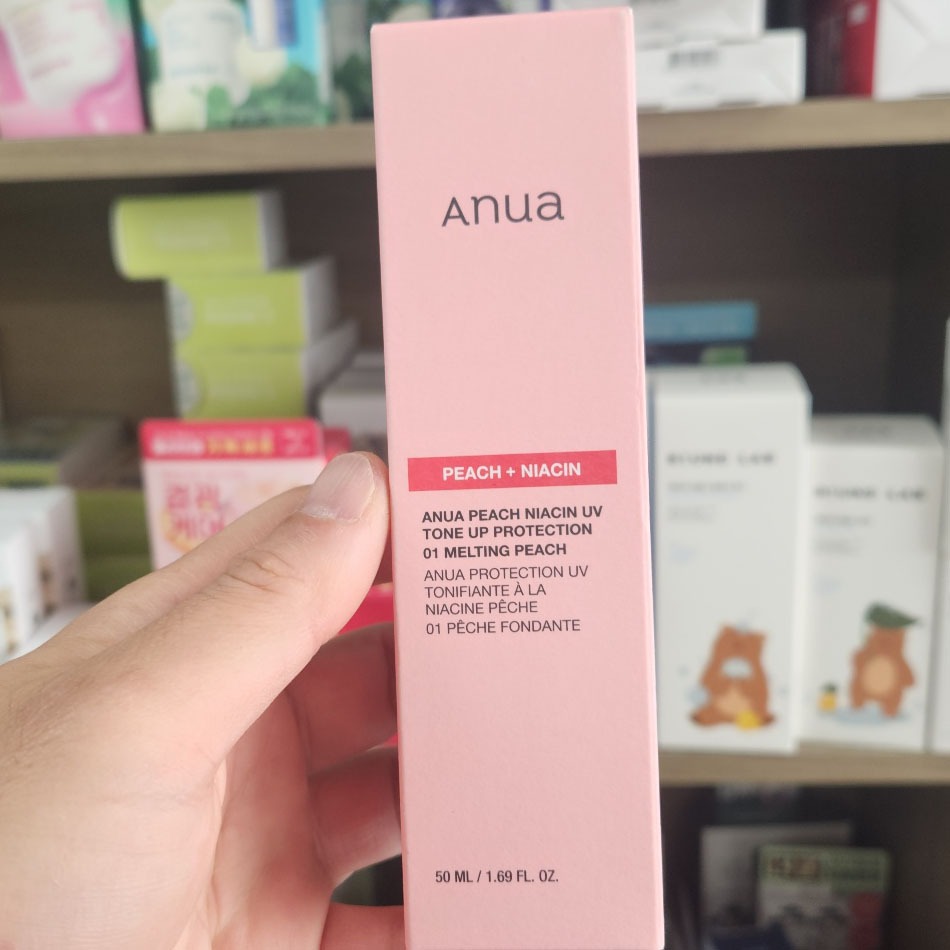 Anua
PEACH + NIACIN
ANUA PEACH NIACIN UV
TONE UP PROTECTION
01 MELTING PEACH
ANUA PROTECTION UV
TONIFIANTE À LA
NIACINE PÊCHE
01 PÊCHE FONDANTE
50 ML / 1.69 FL. OZ.